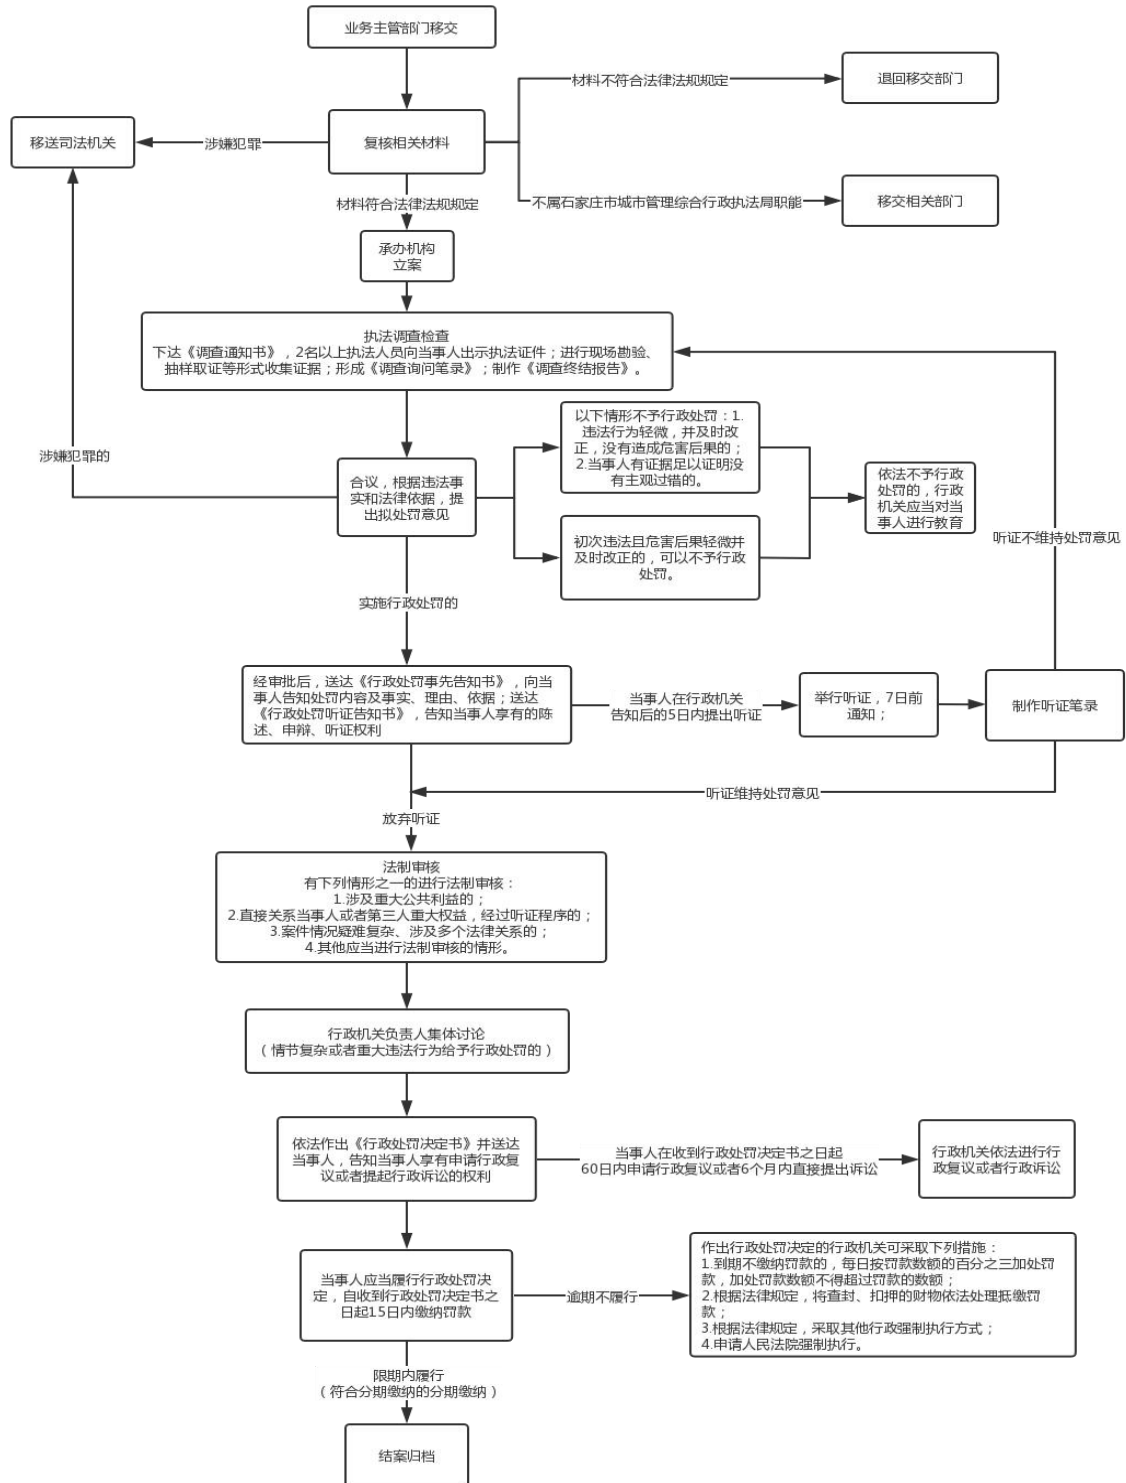 业务主管部门移交
材料不符合法律法规规定
退回移交部门
移送司法机关
涉嫌犯罪
复核相关材料
不属石家庄市城市管理综合行政执法局职能
移交相关部门
材料符合法律法规规定
承办机构
立案
执法调查检查
下达《调查通知书》，2名以上执法人员向当事人出示执法证件；进行现场勘验、
抽样取证等形式收集证据；形成《调查询问笔录》；制作《调查终结报告》。
涉嫌犯罪的
合议，根据违法事
实和法律依据，提
出拟处罚意见
以下情形不予行政处罚：1.
违法行为轻微，并及时改
正，没有造成危害后果的；
2.当事人有证据足以证明没
有主观过错的。
初次违法且危害后果轻微并
及时改正的，可以不予行政
处罚。
依法不予行政
处罚的，行政
机关应当对当
事人进行教育
听证不维持处罚意见
实施行政处罚的
经审批后，送达《行政处罚事先告知书》，向当
事人告知处罚内容及事实、理由、依据；送达
《行政处罚听证告知书》，告知当事人享有的陈
述、申辩、听证权利
当事人在行政机关
告知后的5日内提出听证
举行听证，7日前
通知；
制作听证笔录
听证维持处罚意见
放弃听证
法制审核
有下列情形之一的进行法制审核：
1.涉及重大公共利益的；
2.直接关系当事人或者第三人重大权益，经过听证程序的；
3.案件情况疑难复杂、涉及多个法律关系的；
4.其他应当进行法制审核的情形。
行政机关负责人集体讨论
（情节复杂或者重大违法行为给予行政处罚的）
依法作出《行政处罚决定书》并送达
当事人，告知当事人享有申请行政复
议或者提起行政诉讼的权利
当事人在收到行政处罚决定书之日起
60日内申请行政复议或者6个月内直接提出诉讼
行政机关依法进行行
政复议或者行政诉讼
当事人应当履行行政处罚决
定，自收到行政处罚决定书之
日起15日内缴纳罚款
逾期不履行
作出行政处罚决定的行政机关可采取下列措施：
1.到期不缴纳罚款的，每日按罚款数额的百分之三加处罚
款，加处罚款数额不得超过罚款的数额；
2.根据法律规定，将查封、扣押的财物依法处理抵缴罚
款；
3.根据法律规定，采取其他行政强制执行方式；
4.申请人民法院强制执行。
限期内履行
（符合分期缴纳的分期缴纳）
结案归档